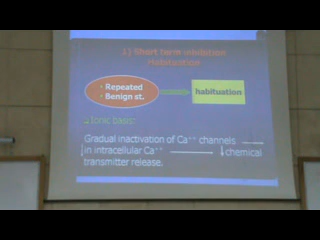 1) Short term inhibition
Habituation
• Repeated
• Benign st.
habituation
Ionic basis:
Gradual inactivation of Ca++ channels
↓ in intracellular Ca++ ↓ chemical
transmitter release.